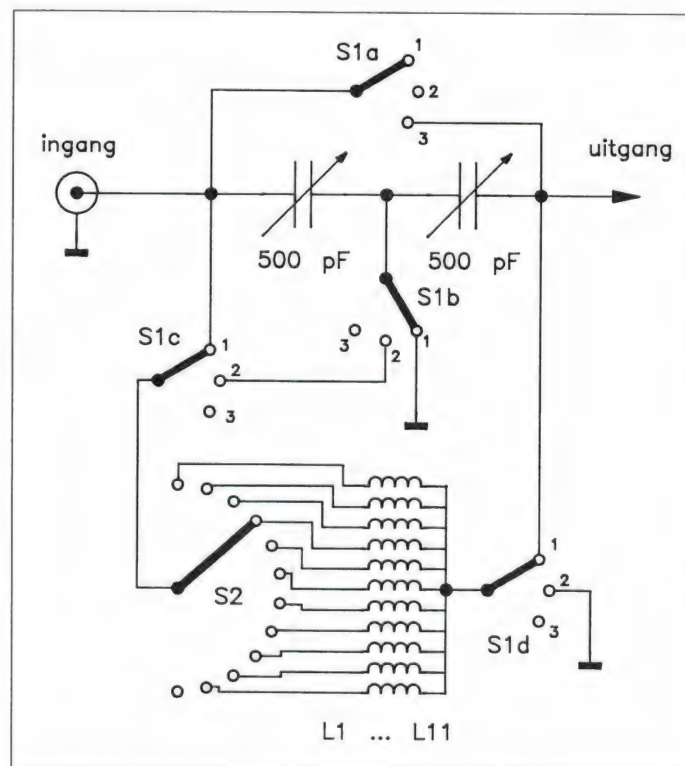 S1a
1
2
3
ingang
uitgang
500 pF
500 pF
S1b
3
2
1
S1c
1
2
3
S2
1
2
3
S1d
L1 ... L11